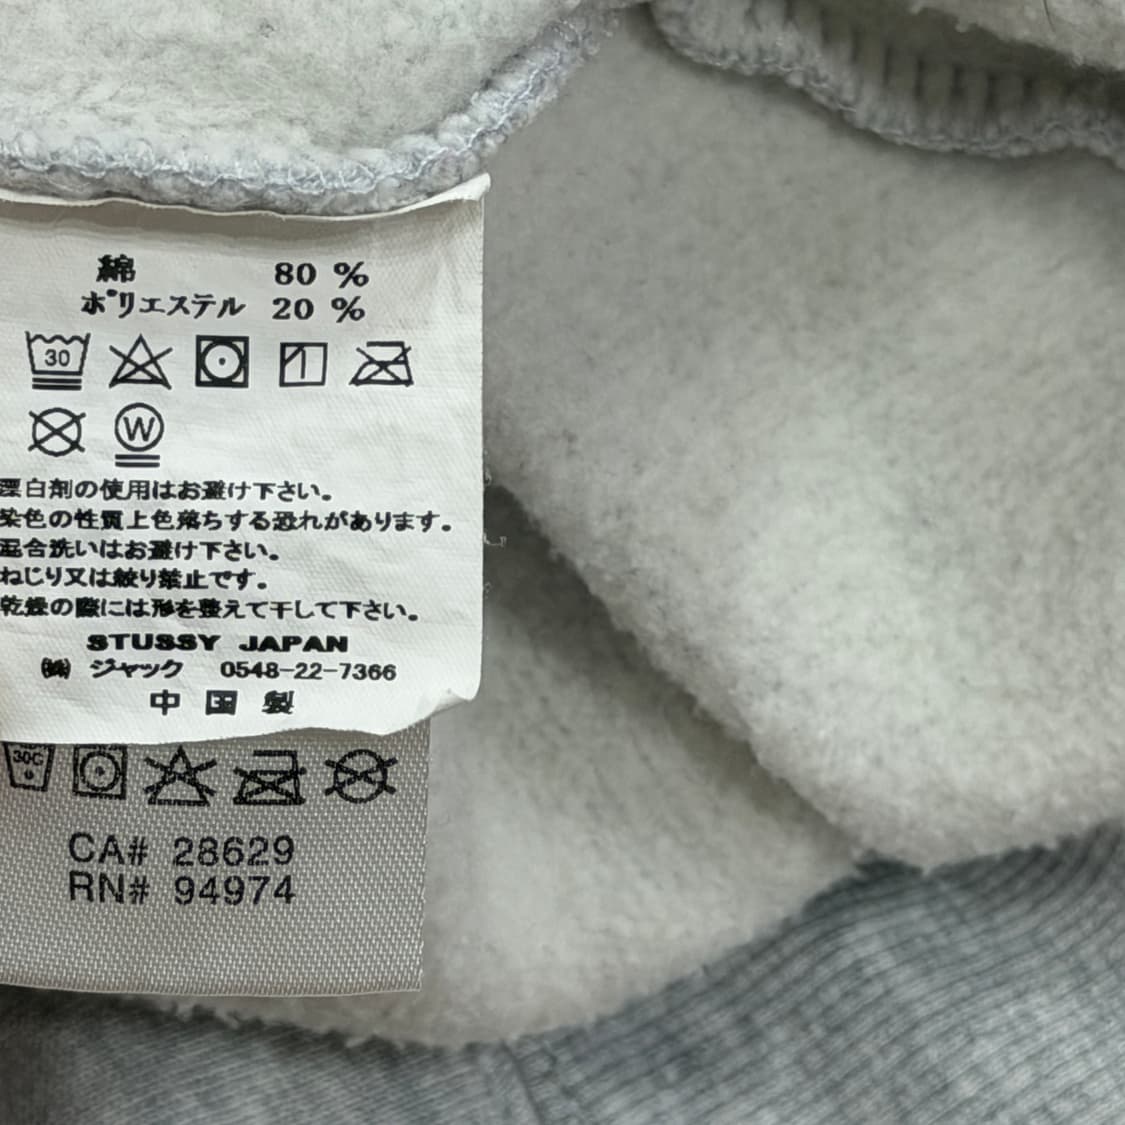 綿 80 %
ポリエステル 20 %
30
W
漂白剤の使用はお避け下さい。
染色の性質上色落ちする恐れがあります。
混合洗いはお避け下さい。
ねじり又は絞り禁止です。
乾燥の際には形を整えて干して下さい。
STUSSY JAPAN
㈱ ジャック 0548-22-7366
中国製
30C
CA# 28629
RN# 94974